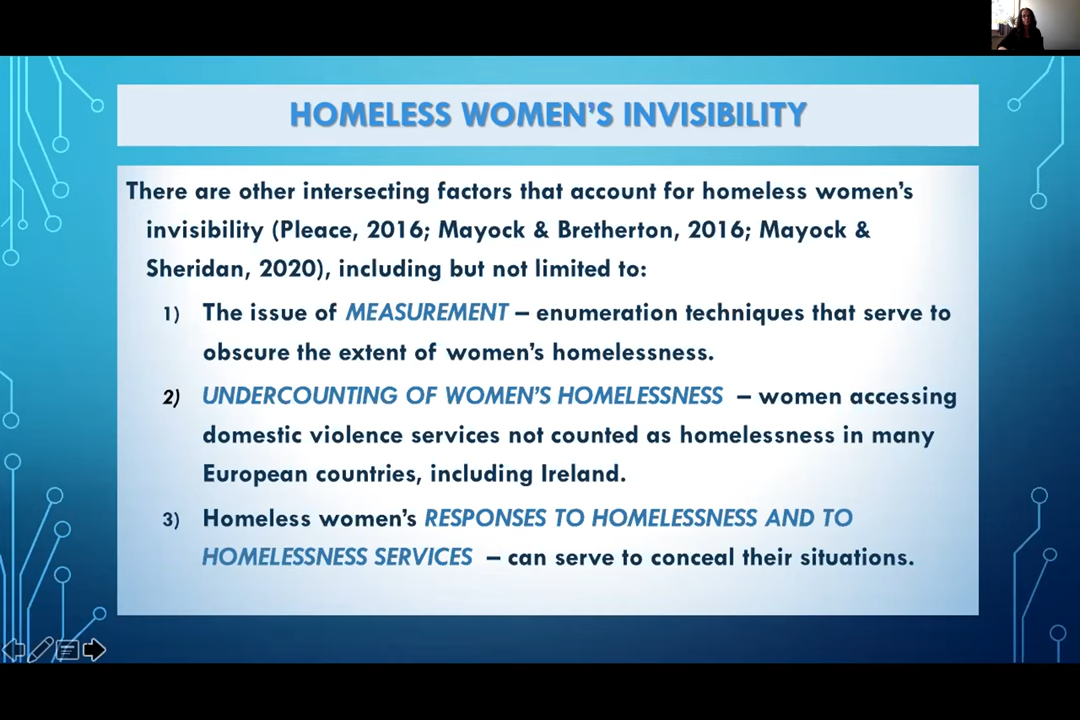 HOMELESS WOMEN'S INVISIBILITY
There are other intersecting factors that account for homeless women's
invisibility (Pleace, 2016; Mayock & Bretherton, 2016; Mayock &
Sheridan, 2020), including but not limited to:
1) The issue of MEASUREMENT – enumeration techniques that serve to
obscure the extent of women's homelessness.
2) UNDERCOUNTING OF WOMEN'S HOMELESSNESS – women accessing
domestic violence services not counted as homelessness in many
European countries, including Ireland.
3) Homeless women's RESPONSES TO HOMELESSNESS AND TO
HOMELESSNESS SERVICES – can serve to conceal their situations.